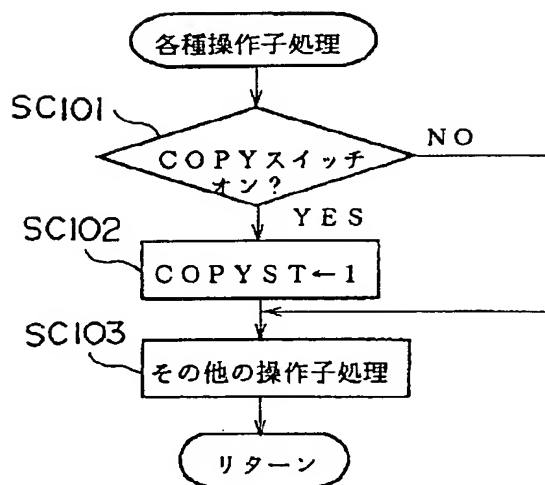 各種操作子処理
SC101
COPYスイッチ
オン?
NO
YES
SC102
COPYST←1
SC103
その他の操作子処理
リターン